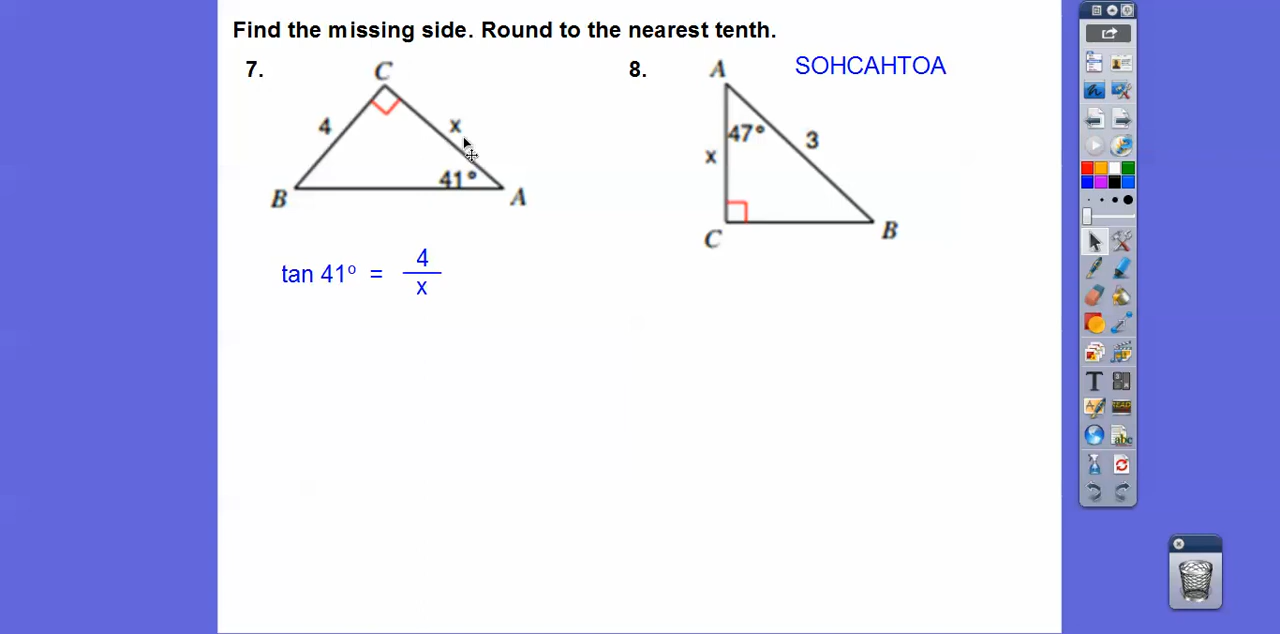 Find the missing side. Round to the nearest tenth.
7.
C
4
x
41°
B
A
tan 41° = 4/x
8.
SOHCAHTOA
A
47°
3
x
C
B
T
abc